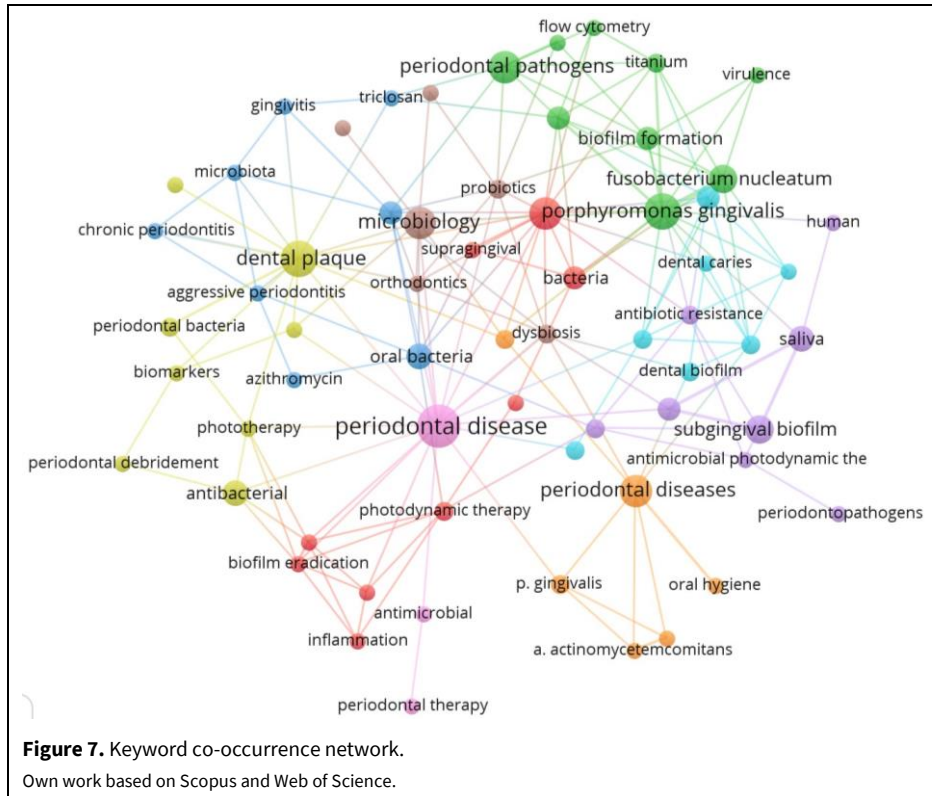 flow cytometry
periodontal pathogens
titanium
virulence
gingivitis
triclosan
biofilm formation
microbiota
fusobacterium nucleatum
probiotics
porphyromonas gingivalis
chronic periodontitis
microbiology
human
supragingival
dental plaque
dental caries
orthodontics
bacteria
aggressive periodontitis
antibiotic resistance
periodontal bacteria
dysbiosis
saliva
oral bacteria
biomarkers
azithromycin
dental biofilm
phototherapy
periodontal disease
subgingival biofilm
periodontal debridement
antimicrobial photodynamic the
antibacterial
periodontal diseases
photodynamic therapy
periodontopathogens
biofilm eradication
p. gingivalis
oral hygiene
antimicrobial
inflammation
a. actinomycetemcomitans
periodontal therapy
Figure 7. Keyword co-occurrence network.
Own work based on Scopus and Web of Science.